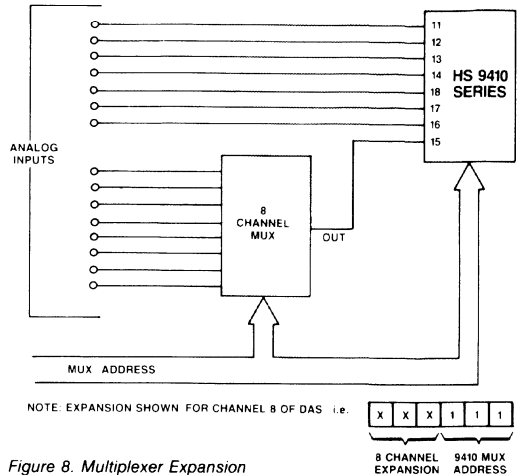 11
12
13
14
18
17
16
15
HS 9410
SERIES
ANALOG
INPUTS
8
CHANNEL
MUX
OUT
MUX ADDRESS
NOTE: EXPANSION SHOWN FOR CHANNEL 8 OF DAS i.e.
X X X 1 1 1
8 CHANNEL
EXPANSION
9410 MUX
ADDRESS
Figure 8. Multiplexer Expansion